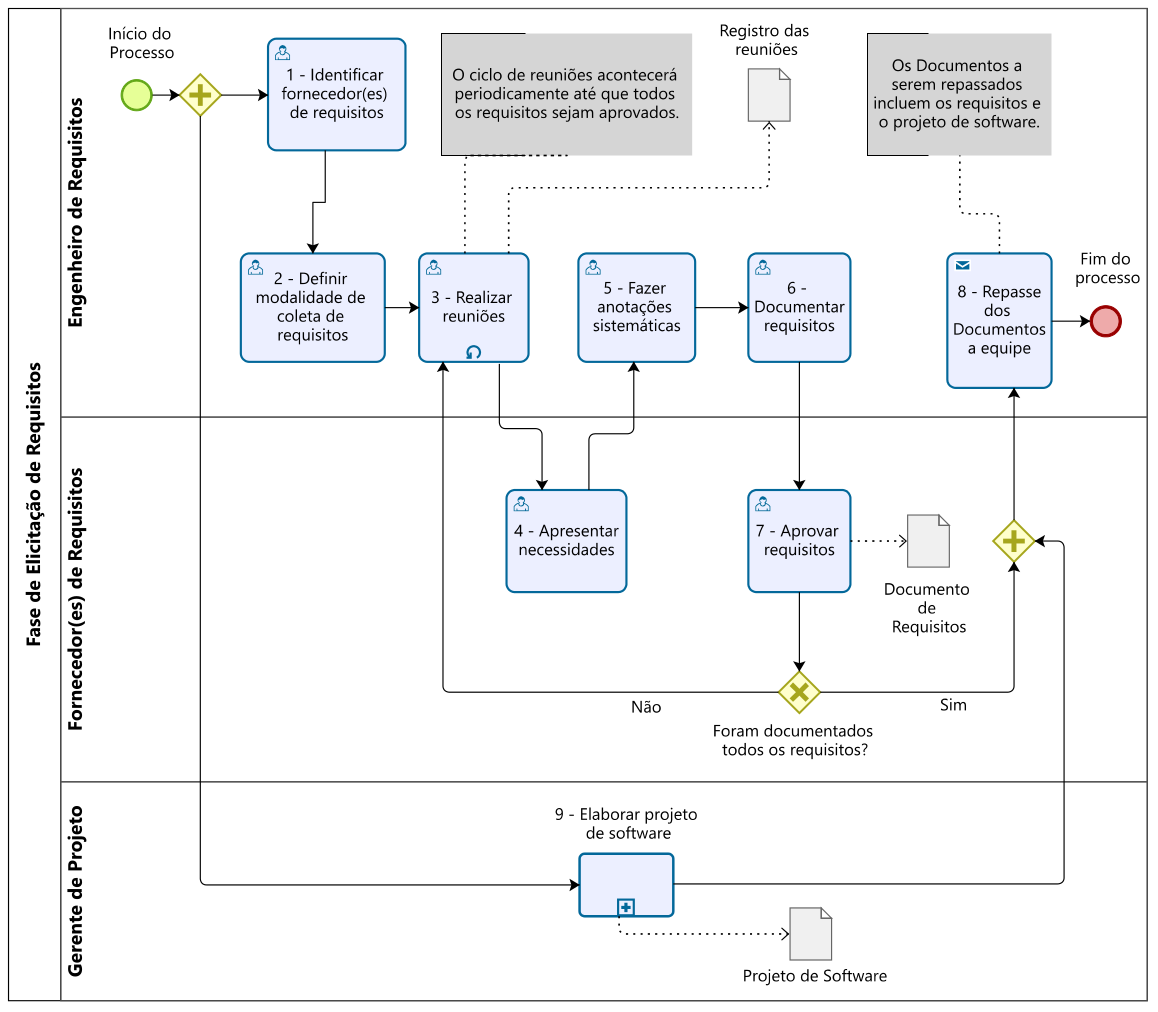 Fase de Elicitação de Requisitos
Engenheiro de Requisitos
Início do
Processo
1 - Identificar
fornecedor(es)
de requisitos
O ciclo de reuniões acontecerá
periodicamente até que todos
os requisitos sejam aprovados.
Registro das
reuniões
Os Documentos a
serem repassados
incluem os requisitos e
o projeto de software.
2 - Definir
modalidade de
coleta de
requisitos
3 - Realizar
reuniões
5 - Fazer
anotações
sistemáticas
6 -
Documentar
requisitos
8 - Repasse
dos
Documentos
a equipe
Fim do
processo
Fornecedor(es) de Requisitos
4 - Apresentar
necessidades
7 - Aprovar
requisitos
Documento
de
Requisitos
Não
Sim
Foram documentados
todos os requisitos?
Gerente de Projeto
9 - Elaborar projeto
de software
Projeto de Software